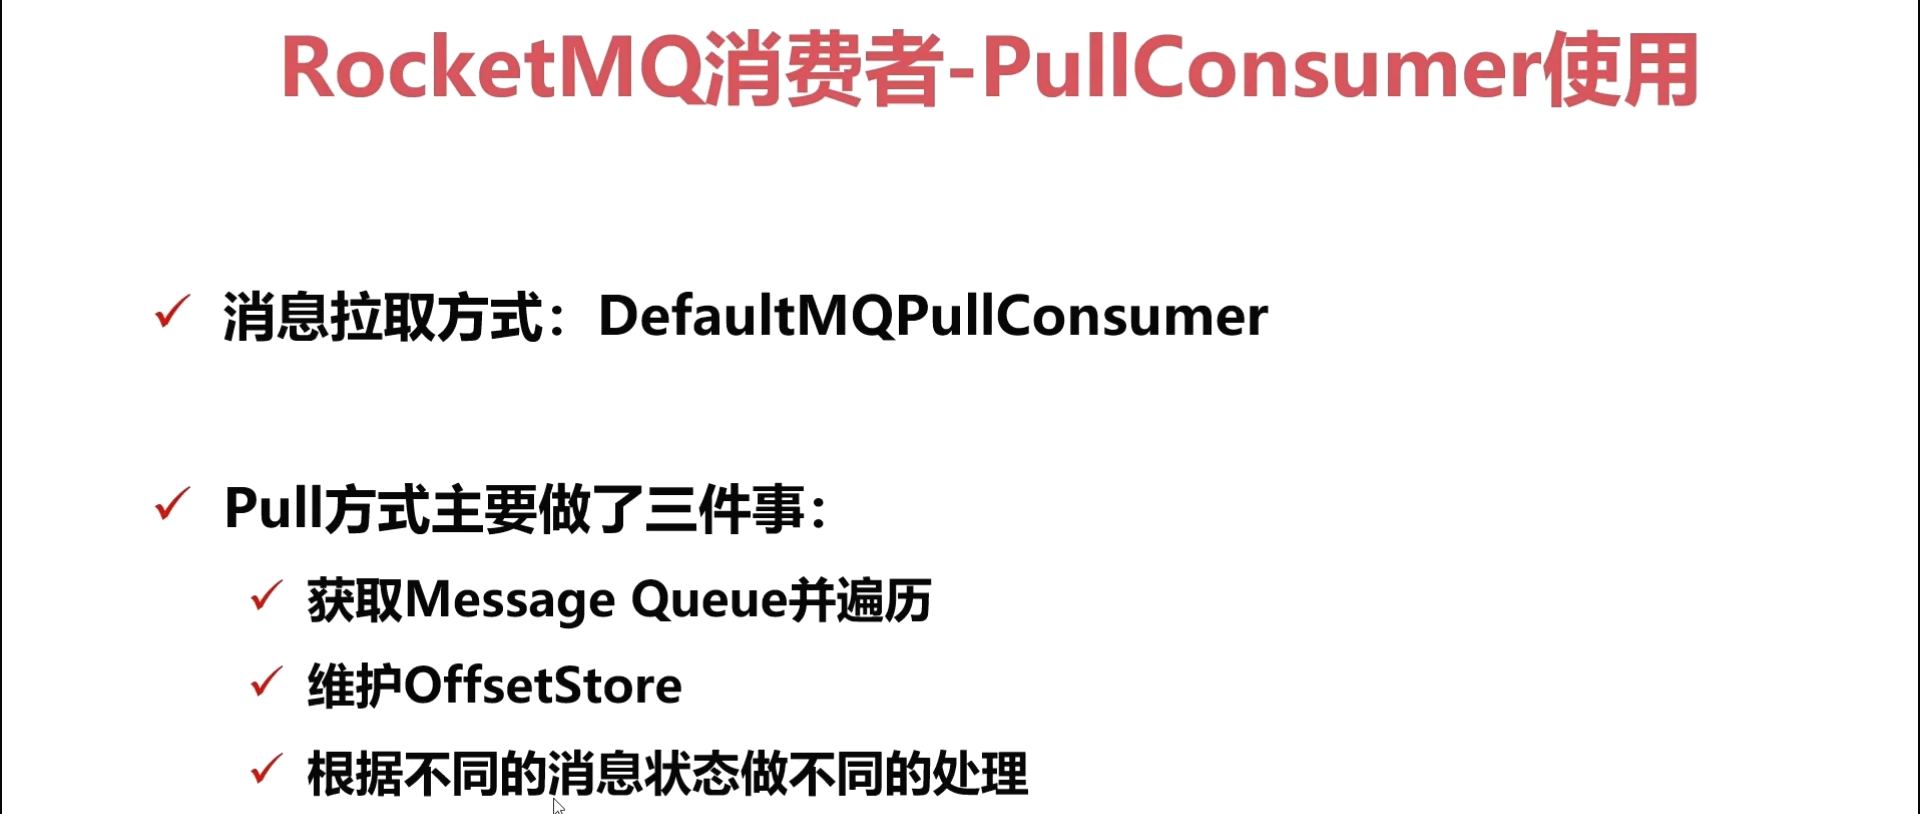 RocketMQ消费者-PullConsumer使用
消息拉取方式：DefaultMQPullConsumer
Pull方式主要做了三件事：
获取Message Queue并遍历
维护OffsetStore
根据不同的消息状态做不同的处理